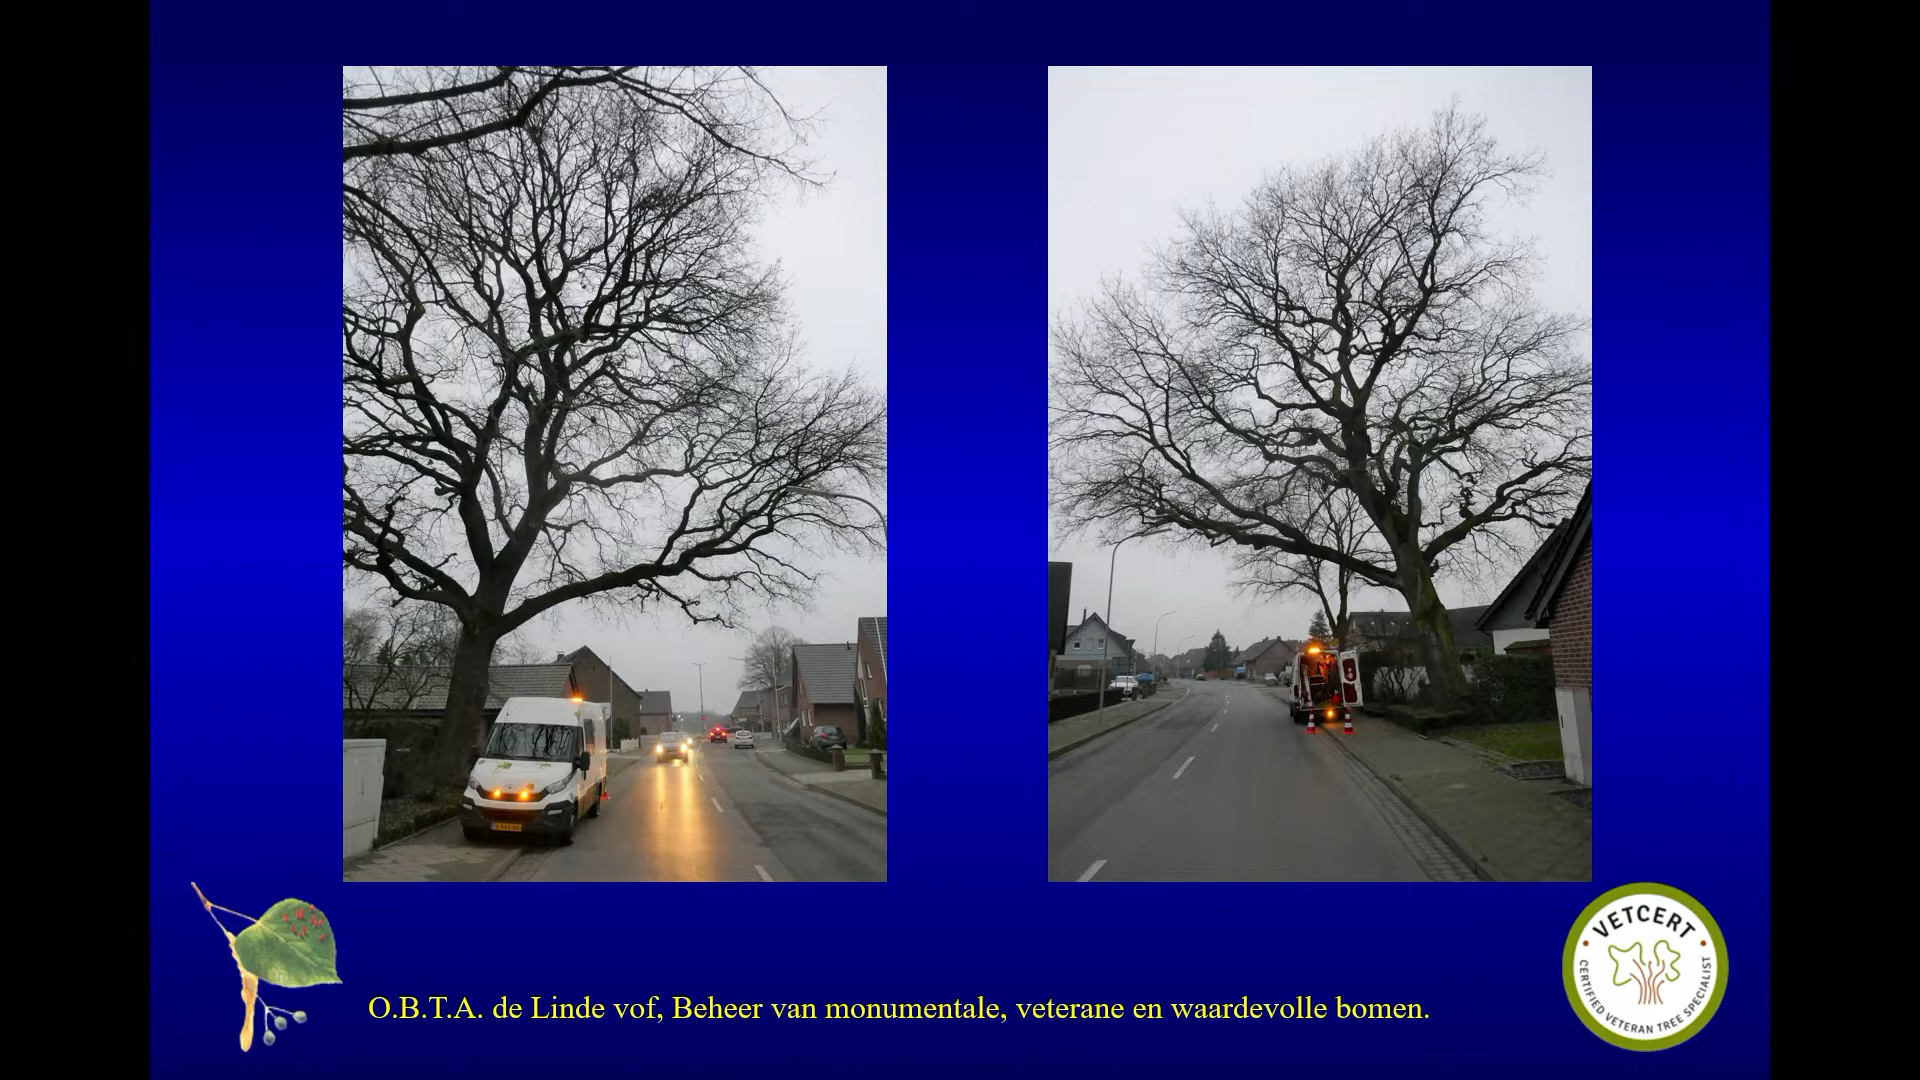 O.B.T.A. de Linde vof, Beheer van monumentale, veterane en waardevolle bomen.
VETCERT
CERTIFIED VETERAN TREE SPECIALIST